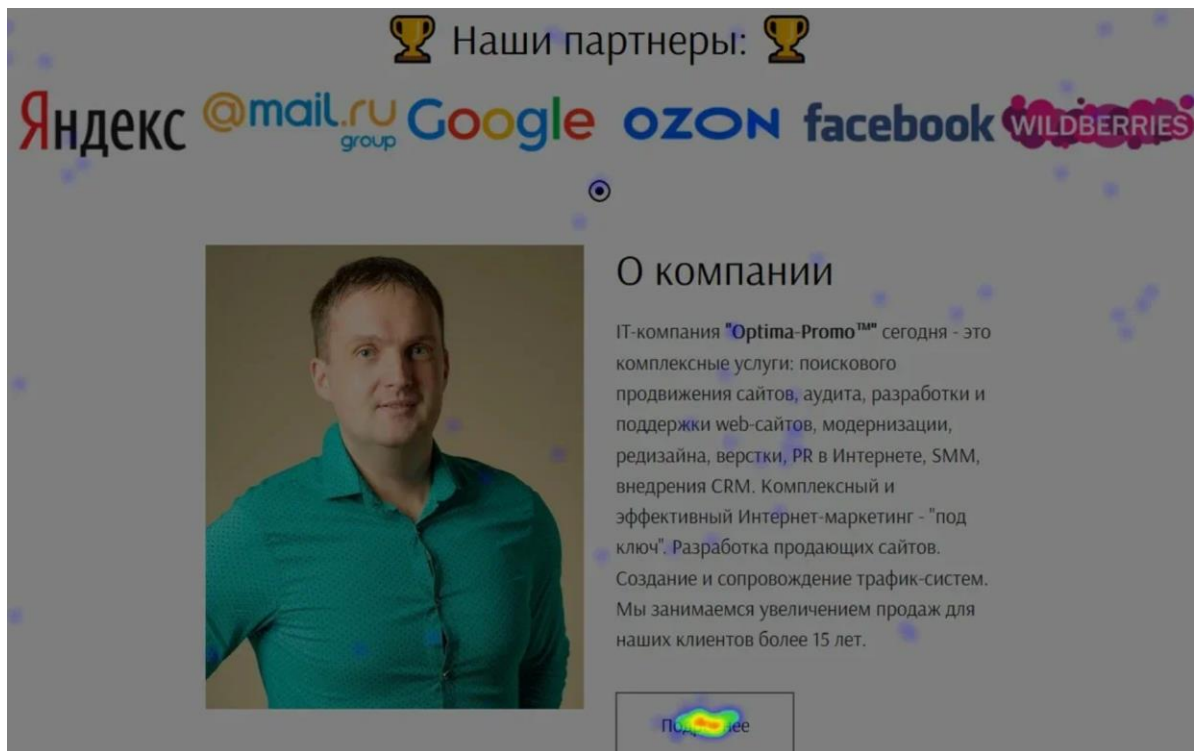 Наши партнеры:
Яндекс @mail.ru group Google OZON facebook WILDBERRIES
О компании
IT-компания "Optima-Promo™" сегодня - это
комплексные услуги: поискового
продвижения сайтов, аудита, разработки и
поддержки web-сайтов, модернизации,
редизайна, верстки, PR в Интернете, SMM,
внедрения CRM. Комплексный и
эффективный Интернет-маркетинг - "под
ключ". Разработка продающих сайтов.
Создание и сопровождение трафик-систем.
Мы занимаемся увеличением продаж для
наших клиентов более 15 лет.